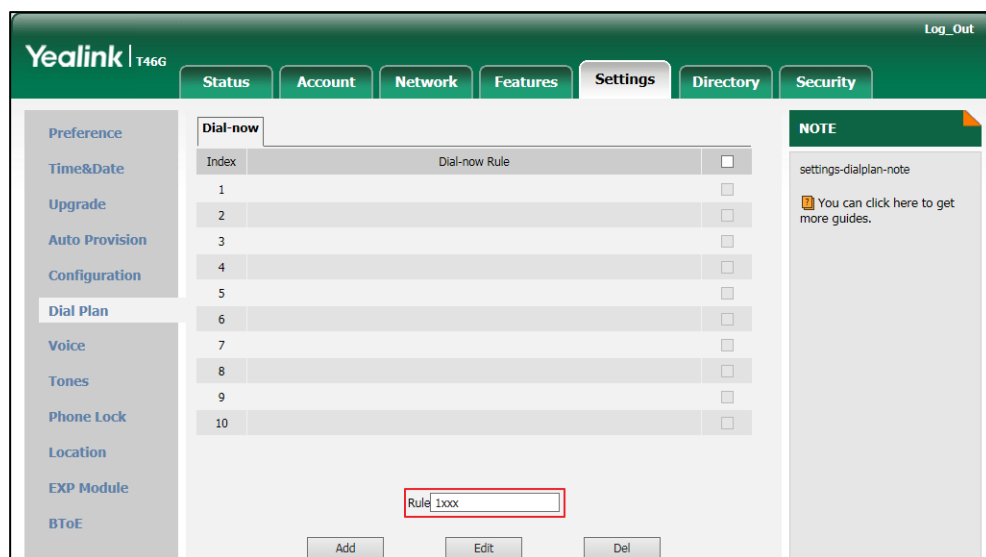 Log_Out
Yealink T46G
Status Account Network Features Settings Directory Security
Preference
Time&Date
Upgrade
Auto Provision
Configuration
Dial Plan
Voice
Tones
Phone Lock
Location
EXP Module
BToE
Dial-now
Index Dial-now Rule
1
2
3
4
5
6
7
8
9
10
Rule 1xxx
Add Edit Del
NOTE
settings-dialplan-note
You can click here to get
more guides.